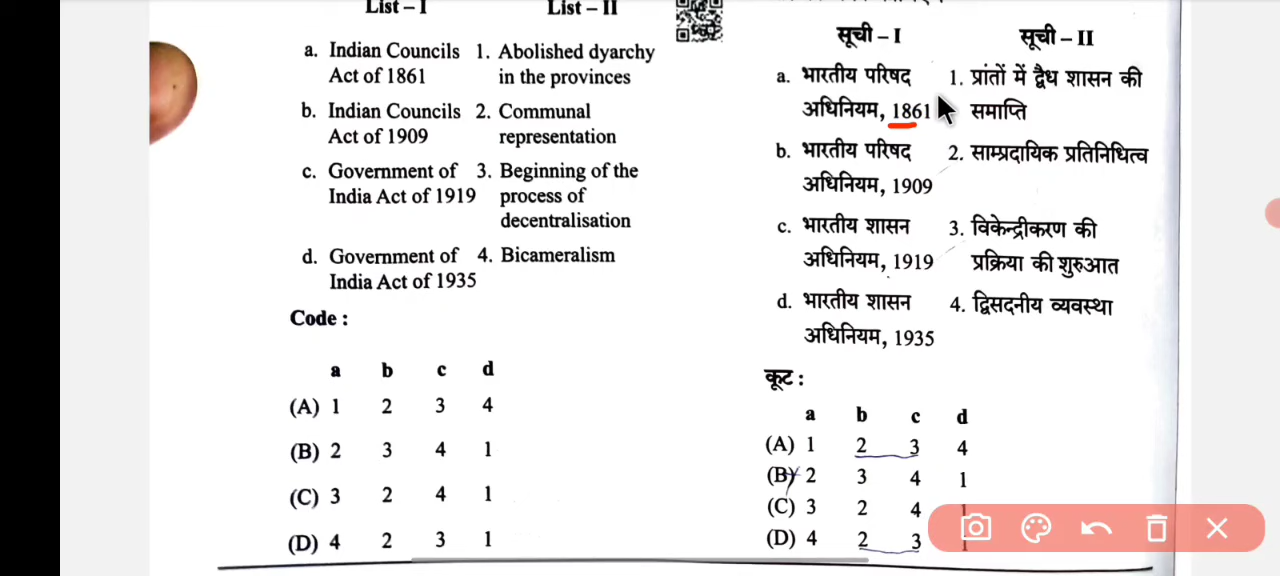 List – I List – II
a. Indian Councils 1. Abolished dyarchy
Act of 1861 in the provinces
b. Indian Councils 2. Communal
Act of 1909 representation
c. Government of 3. Beginning of the
India Act of 1919 process of
decentralisation
d. Government of 4. Bicameralism
India Act of 1935
Code :
a b c d
(A) 1 2 3 4
(B) 2 3 4 1
(C) 3 2 4 1
(D) 4 2 3 1
सूची – I सूची – II
a. भारतीय परिषद 1. प्रांतों में द्वैध शासन की
अधिनियम, 1861 समाप्ति
b. भारतीय परिषद 2. साम्प्रदायिक प्रतिनिधित्व
अधिनियम, 1909
c. भारतीय शासन 3. विकेन्द्रीकरण की
अधिनियम, 1919 प्रक्रिया की शुरुआत
d. भारतीय शासन 4. द्विसदनीय व्यवस्था
अधिनियम, 1935
कूट :
a b c d
(A) 1 2 3 4
(B) 2 3 4 1
(C) 3 2 4 1
(D) 4 2 3 1